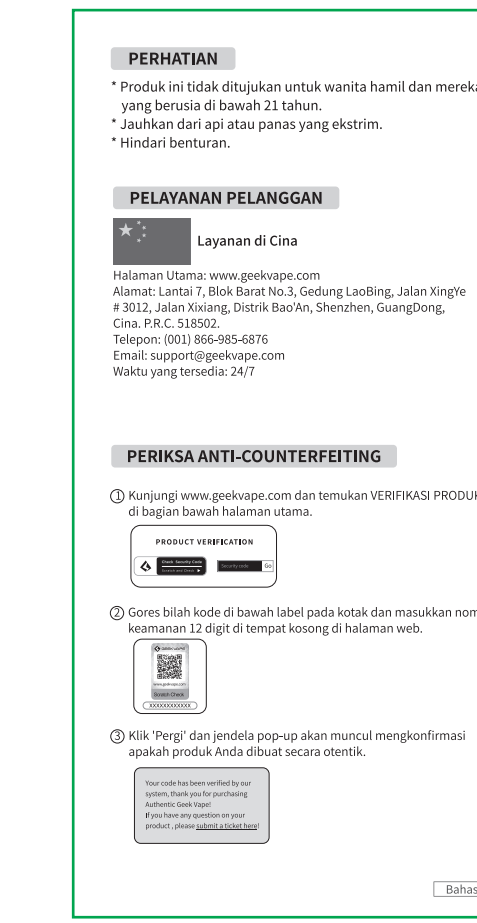 PERHATIAN
* Produk ini tidak ditujukan untuk wanita hamil dan mereka
yang berusia di bawah 21 tahun.
* Jauhkan dari api atau panas yang ekstrim.
* Hindari benturan.
PELAYANAN PELANGGAN
Layanan di Cina
Halaman Utama: www.geekvape.com
Alamat: Lantai 7, Blok Barat No.3, Gedung LaoBing, Jalan XingYe
# 3012, Jalan Xixiang, Distrik Bao'An, Shenzhen, GuangDong,
Cina. P.R.C. 518502.
Telepon: (001) 866-985-6876
Email: support@geekvape.com
Waktu yang tersedia: 24/7
PERIKSA ANTI-COUNTERFEITING
① Kunjungi www.geekvape.com dan temukan VERIFIKASI PRODUK
di bagian bawah halaman utama.
PRODUCT VERIFICATION
Check Security Code
Scratch and Check
Security code Go
② Gores bilah kode di bawah label pada kotak dan masukkan nom
keamanan 12 digit di tempat kosong di halaman web.
www.geekvape.com
Scratch Check
XXXXXXXXXXXX
③ Klik 'Pergi' dan jendela pop-up akan muncul mengkonfirmasi
apakah produk Anda dibuat secara otentik.
Your code has been verified by our
system, thank you for purchasing
Authentic Geek Vape!
If you have any question on your
product , please submit a ticket here!
Bahas